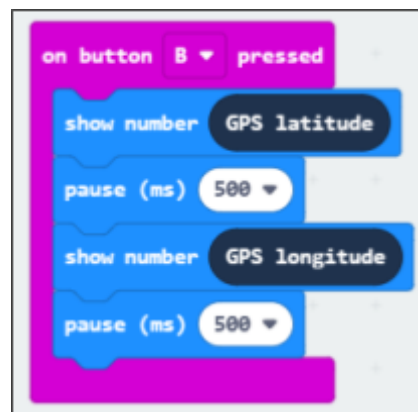 on button B pressed
show number GPS latitude
pause (ms) 500
show number GPS longitude
pause (ms) 500